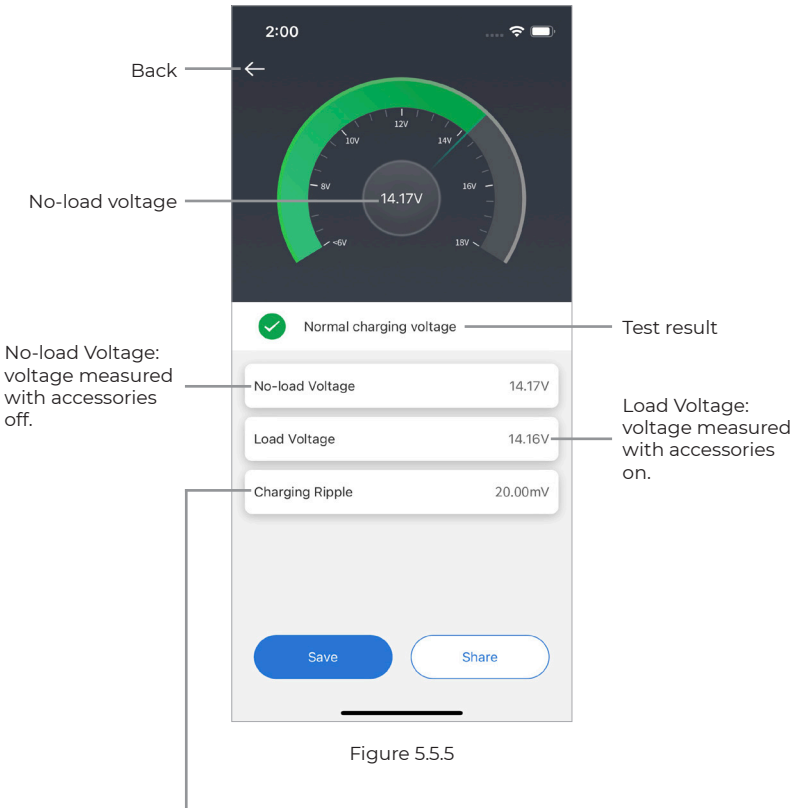 2:00
Back
12V
10V
14V
8V
16V
14.17V
No-load voltage
<6V
18V
Normal charging voltage
Test result
No-load Voltage:
voltage measured
with accessories
off.
No-load Voltage
14.17V
Load Voltage
14.16V
Load Voltage:
voltage measured
with accessories
on.
Charging Ripple
20.00mV
Save
Share
Figure 5.5.5